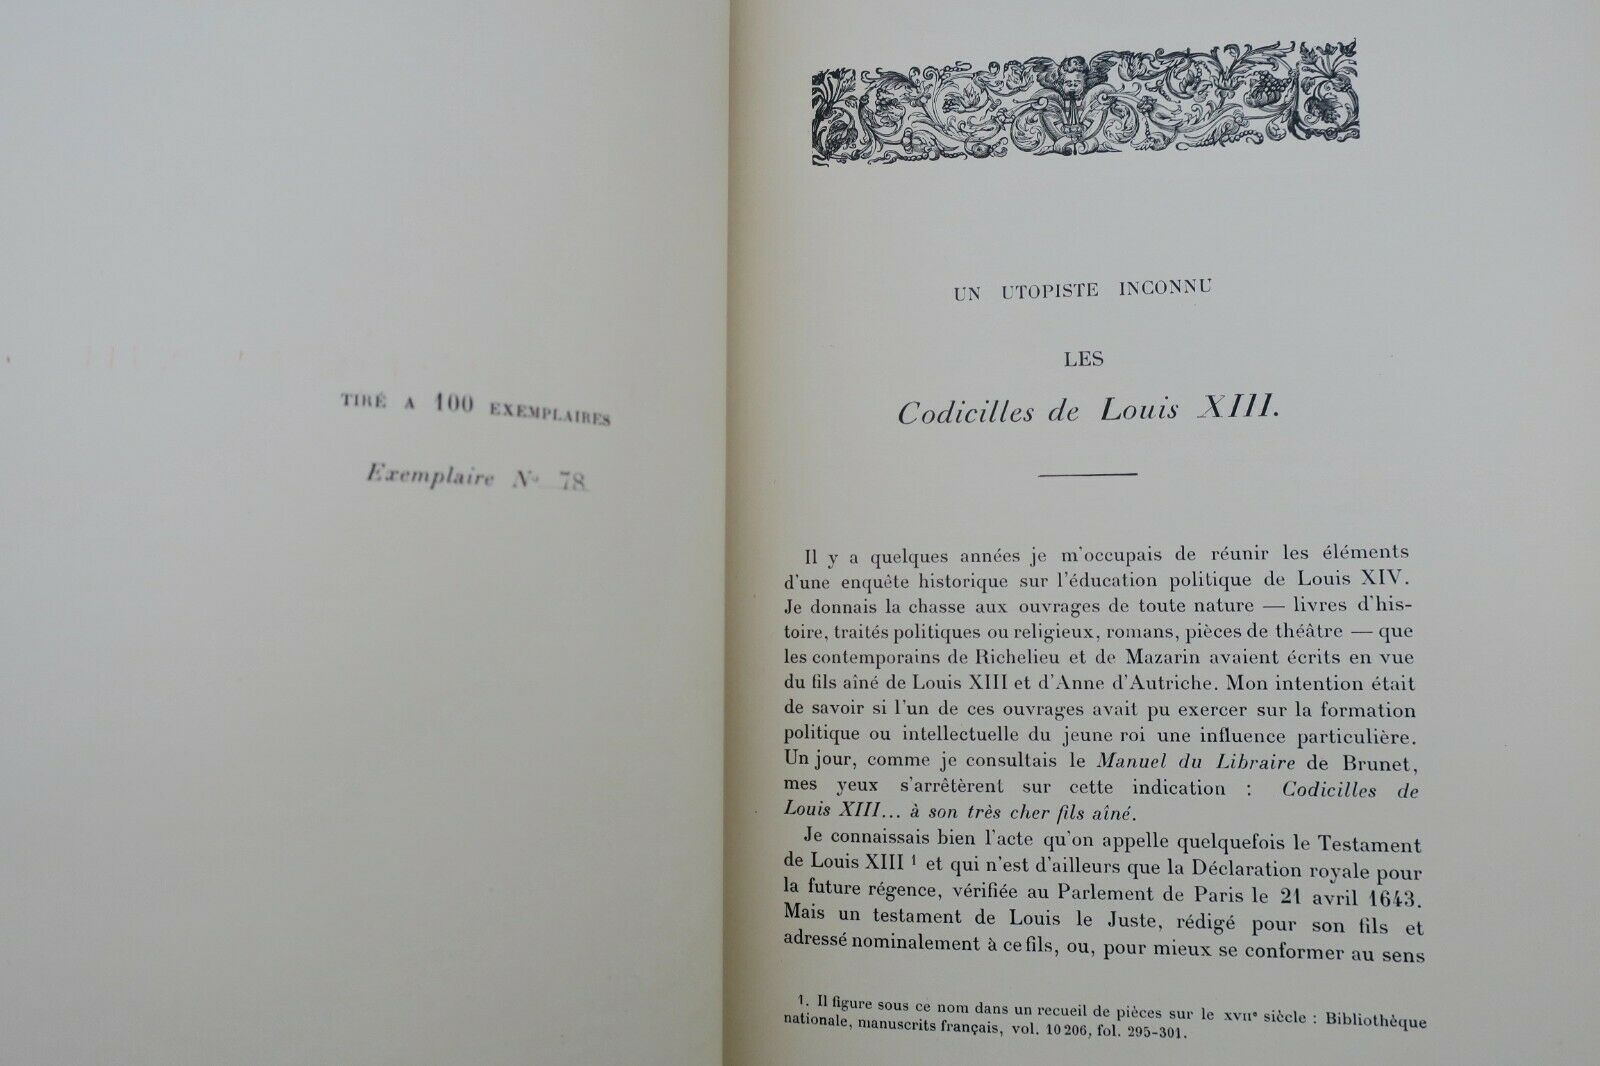 TIRÉ A 100 EXEMPLAIRES
Exemplaire No 78
UN UTOPISTE INCONNU
LES
Codicilles de Louis XIII.
Il y a quelques années je m'occupais de réunir les éléments
d'une enquête historique sur l'éducation politique de Louis XIV.
Je donnais la chasse aux ouvrages de toute nature — livres d'his-
toire, traités politiques ou religieux, romans, pièces de théâtre — que
les contemporains de Richelieu et de Mazarin avaient écrits en vue
du fils aîné de Louis XIII et d'Anne d'Autriche. Mon intention était
de savoir si l'un de ces ouvrages avait pu exercer sur la formation
politique ou intellectuelle du jeune roi une influence particulière.
Un jour, comme je consultais le Manuel du Libraire de Brunet,
mes yeux s'arrêtèrent sur cette indication : Codicilles de
Louis XIII... à son très cher fils aîné.
Je connaissais bien l'acte qu'on appelle quelquefois le Testament
de Louis XIII 1 et qui n'est d'ailleurs que la Déclaration royale pour
la future régence, vérifiée au Parlement de Paris le 21 avril 1643.
Mais un testament de Louis le Juste, rédigé pour son fils et
adressé nominalement à ce fils, ou, pour mieux se conformer au sens
1. Il figure sous ce nom dans un recueil de pièces sur le XVIIe siècle : Bibliothèque
nationale, manuscrits français, vol. 10 206, fol. 295-301.